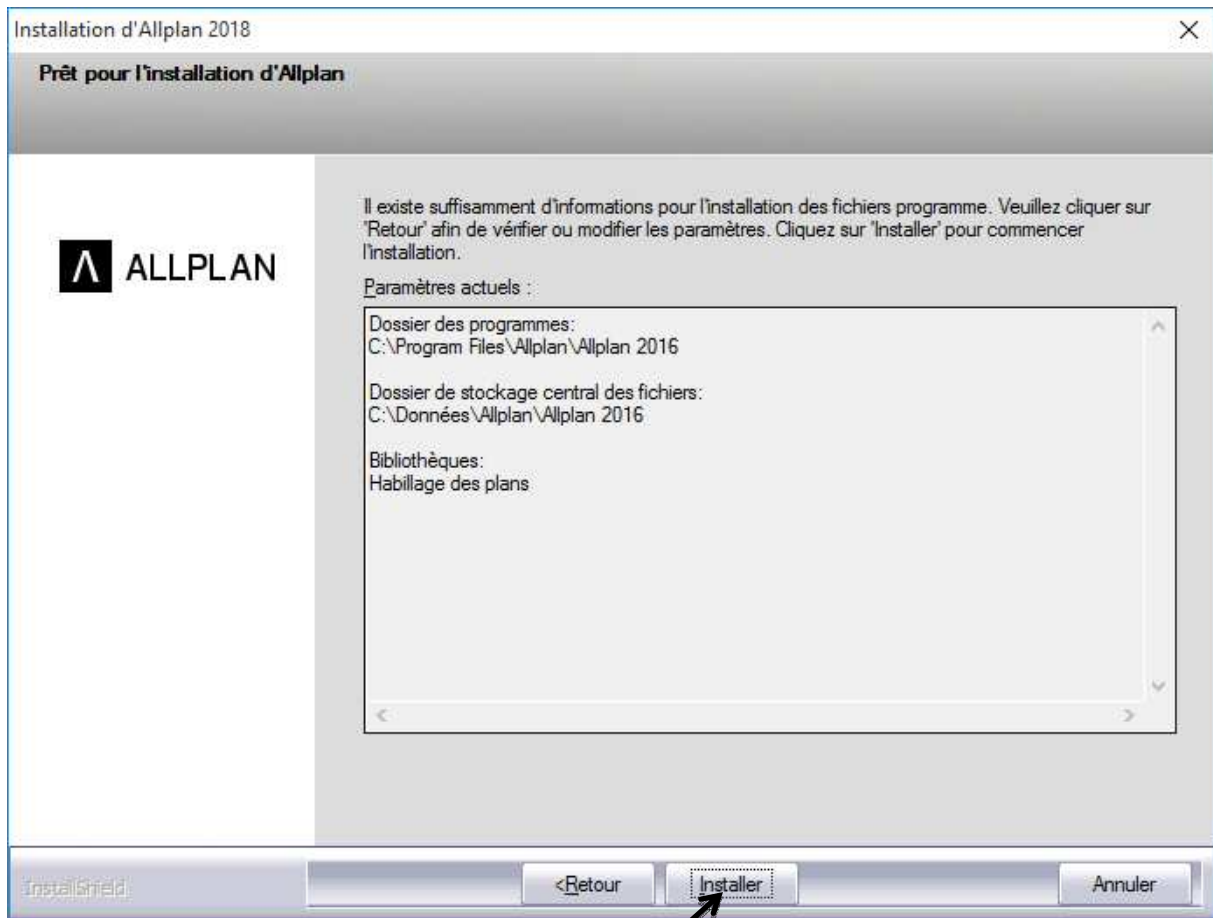 Installation d'Allplan 2018
Prêt pour l'installation d'Allplan
ALLPLAN
Il existe suffisamment d'informations pour l'installation des fichiers programme. Veuillez cliquer sur
'Retour' afin de vérifier ou modifier les paramètres. Cliquez sur 'Installer' pour commencer
l'installation.
Paramètres actuels :
Dossier des programmes:
C:\Program Files\Allplan\Allplan 2016
Dossier de stockage central des fichiers:
C:\Données\Allplan\Allplan 2016
Bibliothèques:
Habillage des plans
InstallShield
<Retour
Installer
Annuler